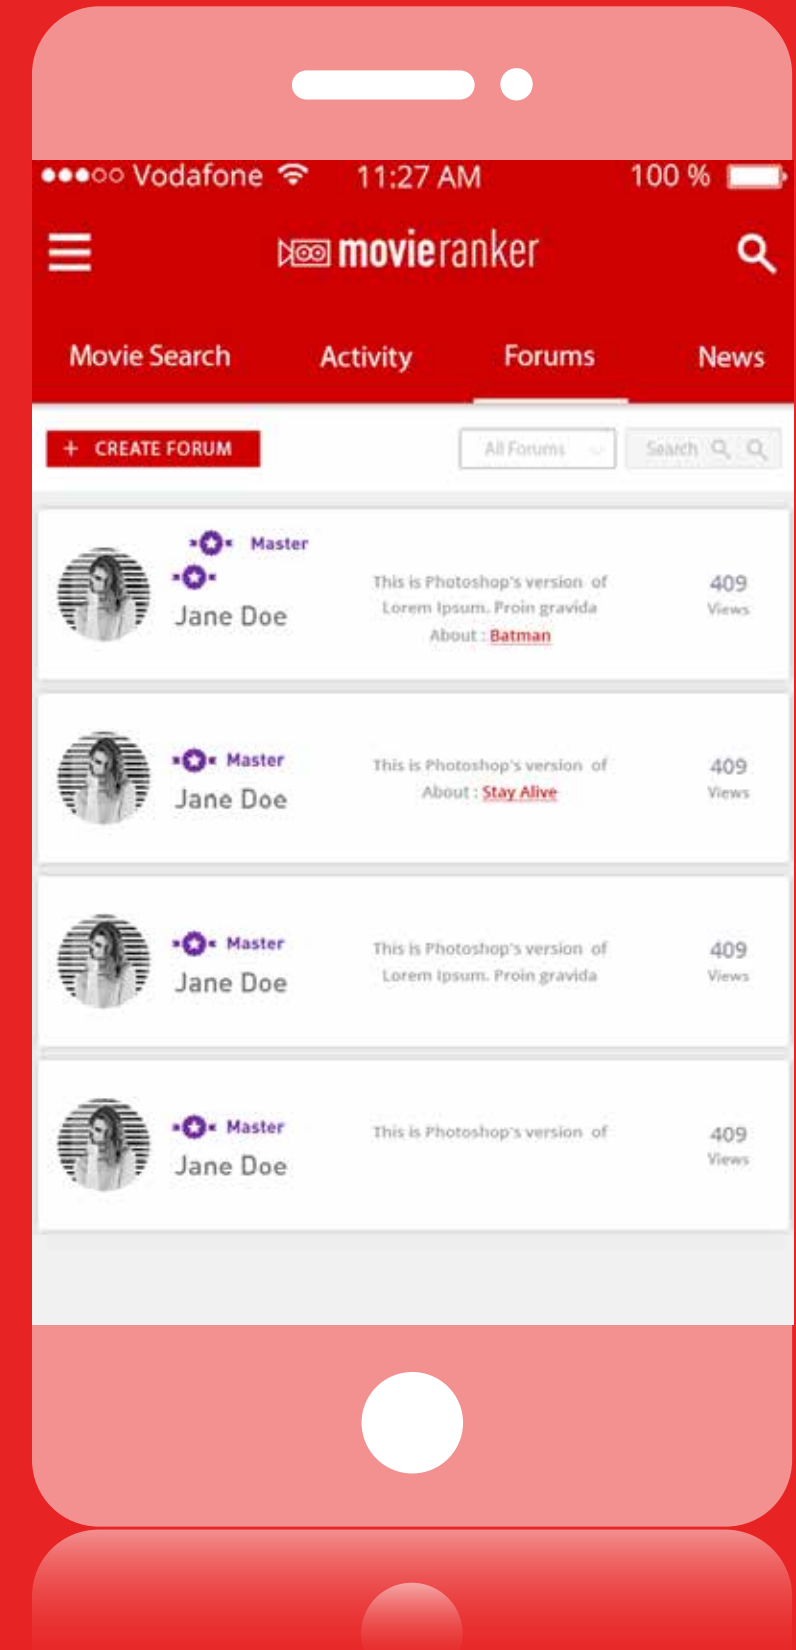 Vodafone 11:27 AM 100 %
movieranker
Movie Search Activity Forums News
+ CREATE FORUM All Forums Search
Master
Jane Doe
This is Photoshop's version of
Lorem Ipsum. Proin gravida
About : Batman
409
Views
Master
Jane Doe
This is Photoshop's version of
About : Stay Alive
409
Views
Master
Jane Doe
This is Photoshop's version of
Lorem Ipsum. Proin gravida
409
Views
Master
Jane Doe
This is Photoshop's version of
409
Views